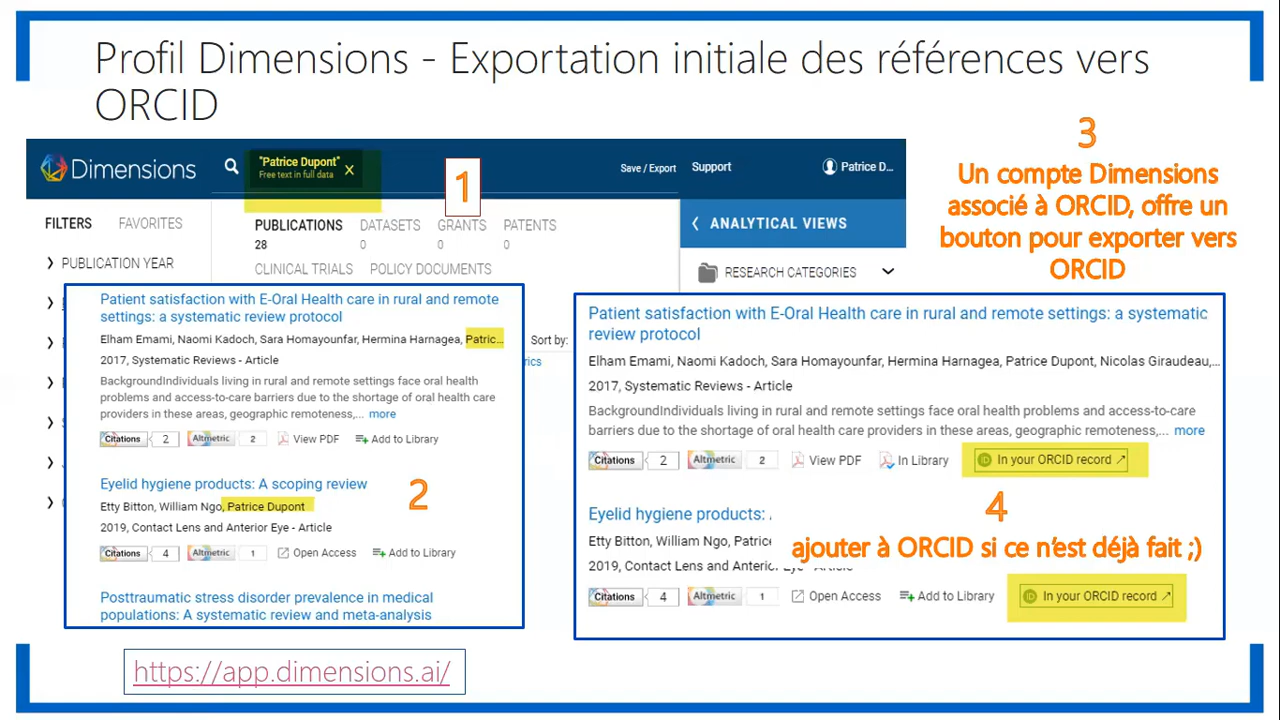 Profil Dimensions - Exportation initiale des références vers
ORCID
Dimensions
"Patrice Dupont"
Free text in full data
X
1
Save / Export
Support
Patrice D...
3
Un compte Dimensions
associé à ORCID, offre un
bouton pour exporter vers
ORCID
FILTERS
FAVORITES
PUBLICATIONS
28
DATASETS
0
GRANTS
0
PATENTS
0
ANALYTICAL VIEWS
PUBLICATION YEAR
CLINICAL TRIALS
POLICY DOCUMENTS
RESEARCH CATEGORIES
Patient satisfaction with E-Oral Health care in rural and remote
settings: a systematic review protocol
Elham Emami, Naomi Kadoch, Sara Homayounfar, Hermina Harnagea, Patric...
2017, Systematic Reviews - Article
BackgroundIndividuals living in rural and remote settings face oral health
problems and access-to-care barriers due to the shortage of oral health care
providers in these areas, geographic remoteness,... more
Citations 2 Altmetric 2 View PDF Add to Library
Eyelid hygiene products: A scoping review
2
Etty Bitton, William Ngo, Patrice Dupont
2019, Contact Lens and Anterior Eye - Article
Citations 4 Altmetric 1 Open Access Add to Library
Posttraumatic stress disorder prevalence in medical
populations: A systematic review and meta-analysis
Sort by:
rics
Patient satisfaction with E-Oral Health care in rural and remote settings: a systematic
review protocol
Elham Emami, Naomi Kadoch, Sara Homayounfar, Hermina Harnagea, Patrice Dupont, Nicolas Giraudeau,...
2017, Systematic Reviews - Article
BackgroundIndividuals living in rural and remote settings face oral health problems and access-to-care
barriers due to the shortage of oral health care providers in these areas, geographic remoteness,... more
Citations 2 Altmetric 2 View PDF In Library In your ORCID record
Eyelid hygiene products:
4
Etty Bitton, William Ngo, Patrice
ajouter à ORCID si ce n'est déjà fait ;)
2019, Contact Lens and Anterior Eye - Article
Citations 4 Altmetric 1 Open Access Add to Library In your ORCID record
https://app.dimensions.ai/